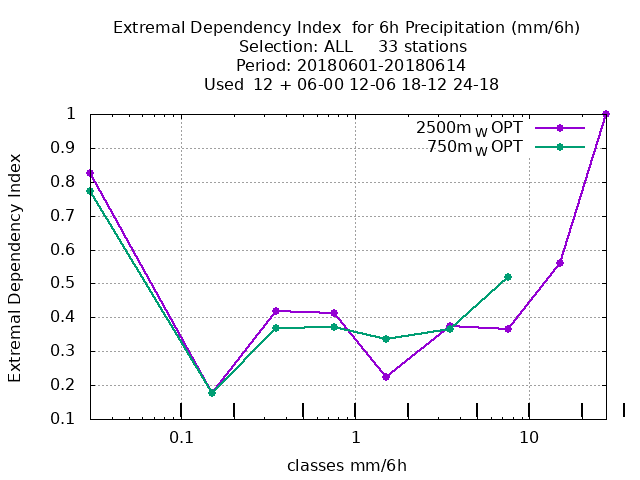 Extremal Dependency Index  for 6h Precipitation (mm/6h)
Selection: ALL     33 stations
Period: 20180601-20180614
Used  12 + 06-00 12-06 18-12 24-18
2500m W OPT
750m W OPT
1
0.9
0.8
0.7
0.6
0.5
0.4
0.3
0.2
0.1
Extremal Dependency Index
0.1 1 10
classes mm/6h